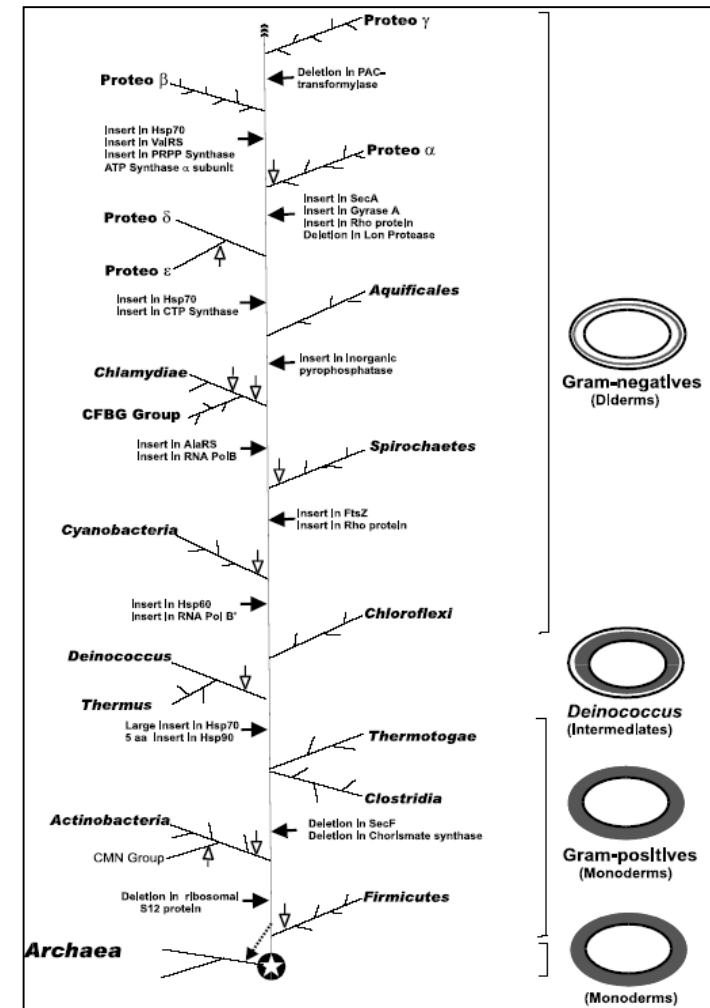 Proteo γ
Deletion in PAC-
transformylase
Proteo β
Insert in Hsp70
Insert in ValRS
Insert in PRPP Synthase
ATP Synthase α subunit
Proteo α
Insert in SecA
Insert in Gyrase A
Insert in Rho protein
Deletion in Lon Protease
Proteo δ
Proteo ε
Aquificales
Insert in Hsp70
Insert in CTP Synthase
Insert in Inorganic
pyrophosphatase
Chlamydiae
CFBG Group
Insert in AlaRS
Insert in RNA PolB
Spirochaetes
Insert in FtsZ
Insert in Rho protein
Cyanobacteria
Insert in Hsp60
Insert in RNA Pol B'
Chloroflexi
Deinococcus
Thermus
Large Insert in Hsp70
5 aa Insert in Hsp90
Thermotogae
Clostridia
Actinobacteria
CMN Group
Deletion in SecF
Deletion in Chorismate synthase
Deletion in ribosomal
S12 protein
Firmicutes
Archaea
Gram-negatives
(Diderms)
Deinococcus
(Intermediates)
Gram-positives
(Monoderms)
(Monoderms)